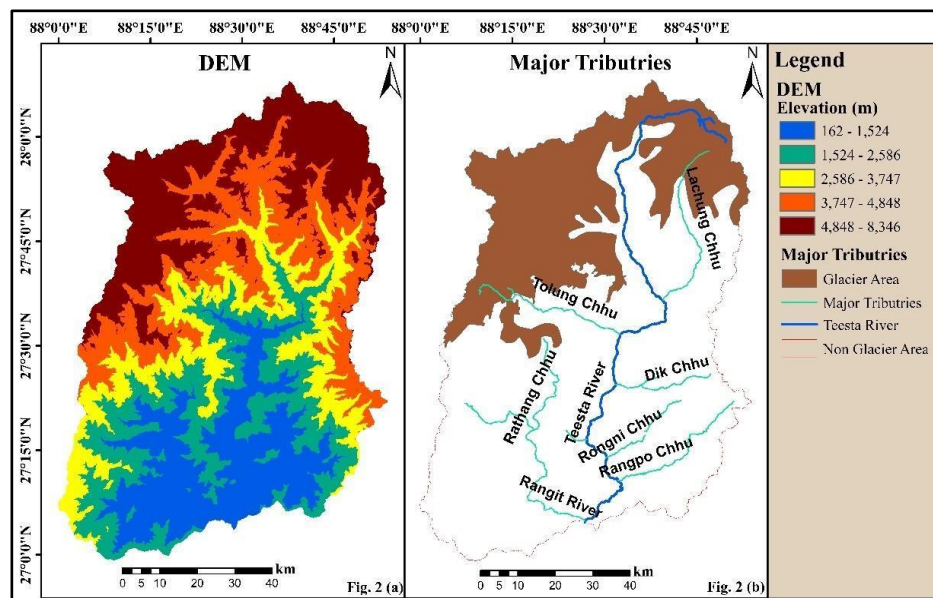 88°0'0"E 88°15'0"E 88°30'0"E 88°45'0"E 88°0'0"E 88°15'0"E 88°30'0"E 88°45'0"E
DEM
N
28°0'0"N
27°45'0"N
27°30'0"N
27°15'0"N
27°0'0"N
0 5 10 20 30 40 km
Fig. 2 (a)
Major Tributries
N
Lachung Chhu
Tolung Chhu
Rathang Chhu
Teesta River
Dik Chhu
Rongni Chhu
Rangpo Chhu
Rangit River
0 5 10 20 30 40 km
Fig. 2 (b)
Legend
DEM
Elevation (m)
162 - 1,524
1,524 - 2,586
2,586 - 3,747
3,747 - 4,848
4,848 - 8,346
Major Tributries
Glacier Area
Major Tributries
Teesta River
Non Glacier Area